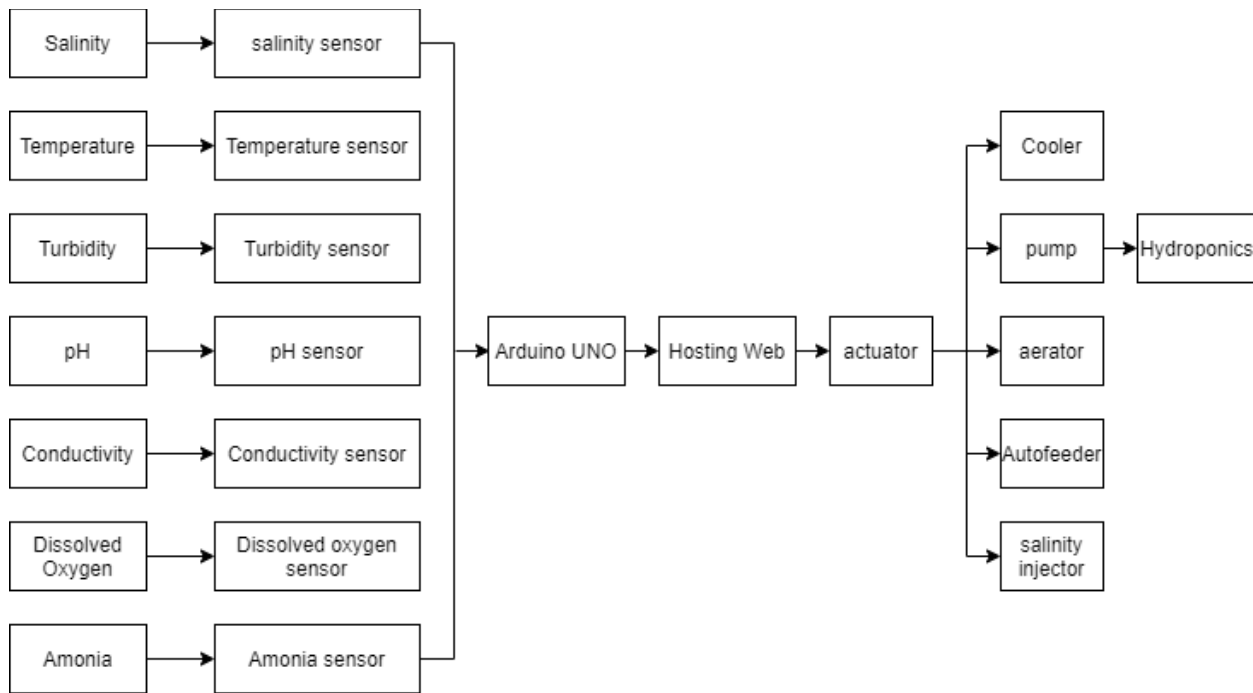 Salinity
salinity sensor
Temperature
Temperature sensor
Cooler
Turbidity
Turbidity sensor
pump
Hydroponics
pH
pH sensor
Arduino UNO
Hosting Web
actuator
aerator
Conductivity
Conductivity sensor
Autofeeder
Dissolved
Oxygen
Dissolved oxygen
sensor
salinity
injector
Amonia
Amonia sensor